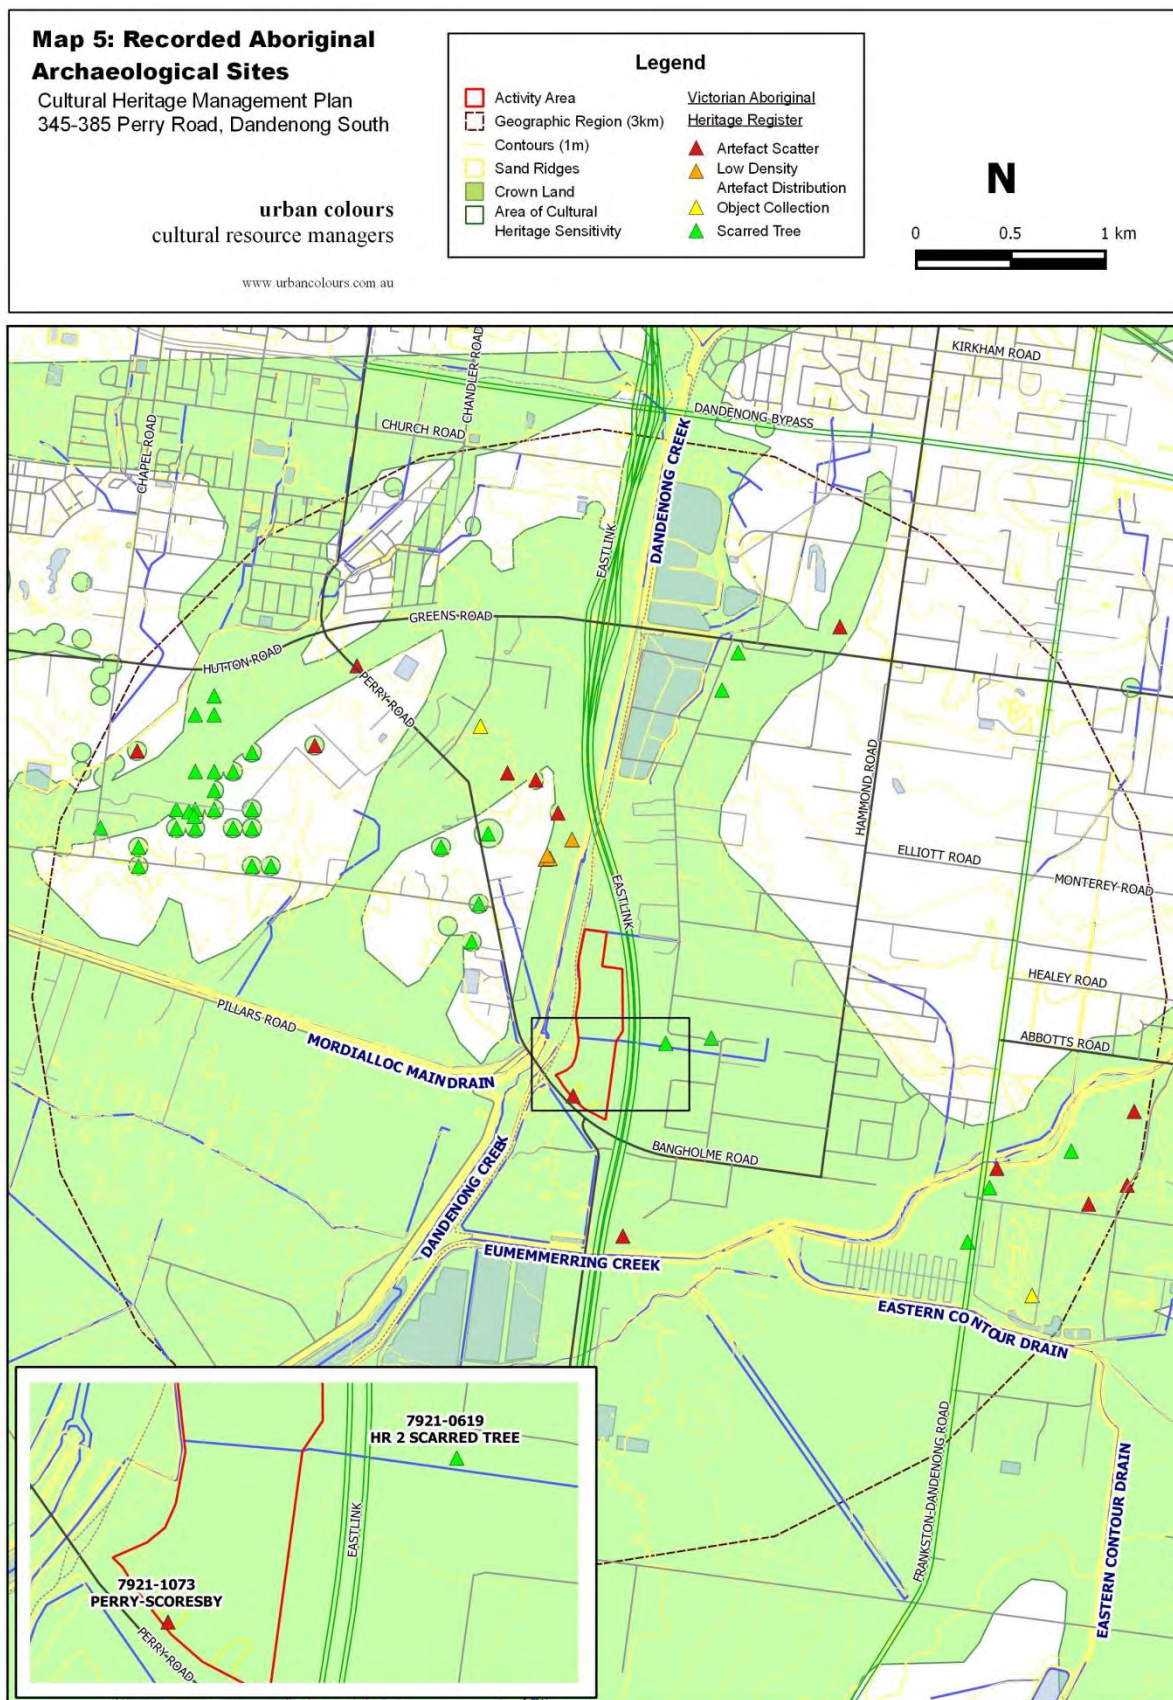 Map 5: Recorded Aboriginal
Archaeological Sites
Cultural Heritage Management Plan
345-385 Perry Road, Dandenong South
urban colours
cultural resource managers
www.urbancolours.com.au
Legend
Activity Area
Geographic Region (3km)
Contours (1m)
Sand Ridges
Crown Land
Area of Cultural
Heritage Sensitivity
Victorian Aboriginal
Heritage Register
Artefact Scatter
Low Density
Artefact Distribution
Object Collection
Scarred Tree
N
0 0.5 1 km
KIRKHAM ROAD
CHANDLER ROAD
DANDENONG BYPASS
CHURCH ROAD
CHAPEL ROAD
DANDENONG CREEK
EASTLINK
GREENS ROAD
HUTTON ROAD
PERRY ROAD
HAMMOND ROAD
ELLIOTT ROAD
MONTEREY ROAD
EASTLINK
HEALEY ROAD
PILLARS ROAD
ABBOTTS ROAD
MORDIALLOC MAIN DRAIN
BANGHOLME ROAD
DANDENONG CREEK
EUMEMMERRING CREEK
EASTERN CONTOUR DRAIN
FRANKSTON-DANDENONG ROAD
EASTERN CONTOUR DRAIN
7921-0619
HR 2 SCARRED TREE
EASTLINK
7921-1073
PERRY-SCORESBY
PERRY ROAD